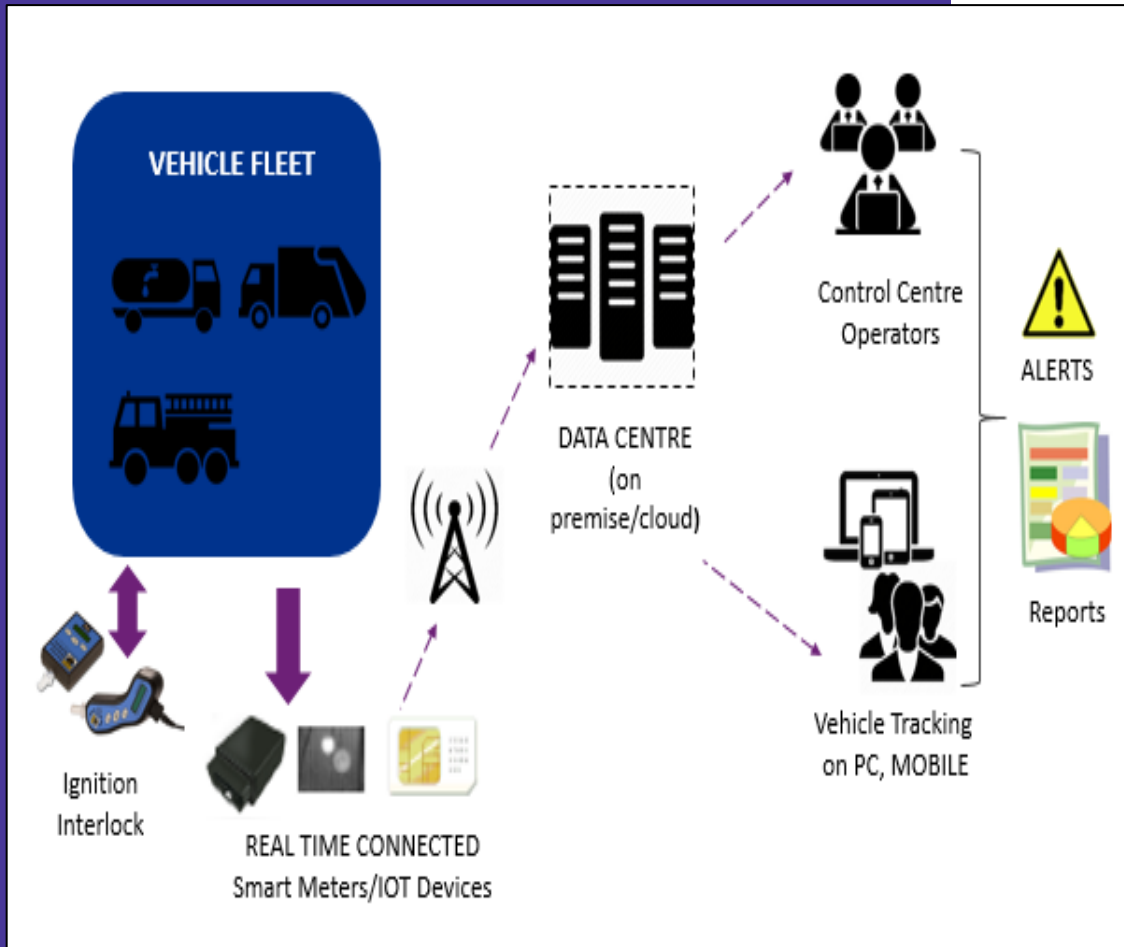 VEHICLE FLEET
Ignition
Interlock
REAL TIME CONNECTED
Smart Meters/IOT Devices
DATA CENTRE
(on
premise/cloud)
Control Centre
Operators
Vehicle Tracking
on PC, MOBILE
ALERTS
Reports